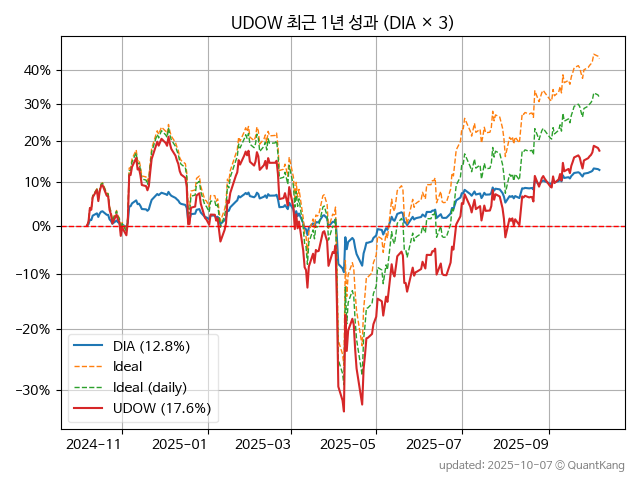 UDOW 최근 1년 성과 (DIA × 3)
40%
30%
20%
10%
0%
−10%
−20%
−30%
DIA (12.8%)
Ideal
Ideal (daily)
UDOW (17.6%)
2024−11
2025−01
2025−03
2025−05
2025−07
2025−09
updated: 2025-10-07 © QuantKang